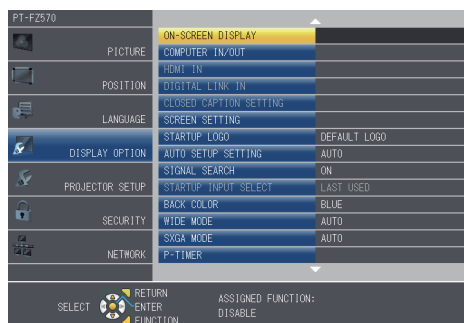 PT-FZ570
PICTURE
POSITION
LANGUAGE
DISPLAY OPTION
PROJECTOR SETUP
SECURITY
NETWORK
ON-SCREEN DISPLAY
COMPUTER IN/OUT
HDMI IN
DIGITAL LINK IN
CLOSED CAPTION SETTING
SCREEN SETTING
STARTUP LOGO DEFAULT LOGO
AUTO SETUP SETTING AUTO
SIGNAL SEARCH ON
STARTUP INPUT SELECT LAST USED
BACK COLOR BLUE
WIDE MODE AUTO
SXGA MODE AUTO
P-TIMER
SELECT
RETURN
ENTER
FUNCTION
ASSIGNED FUNCTION:
DISABLE